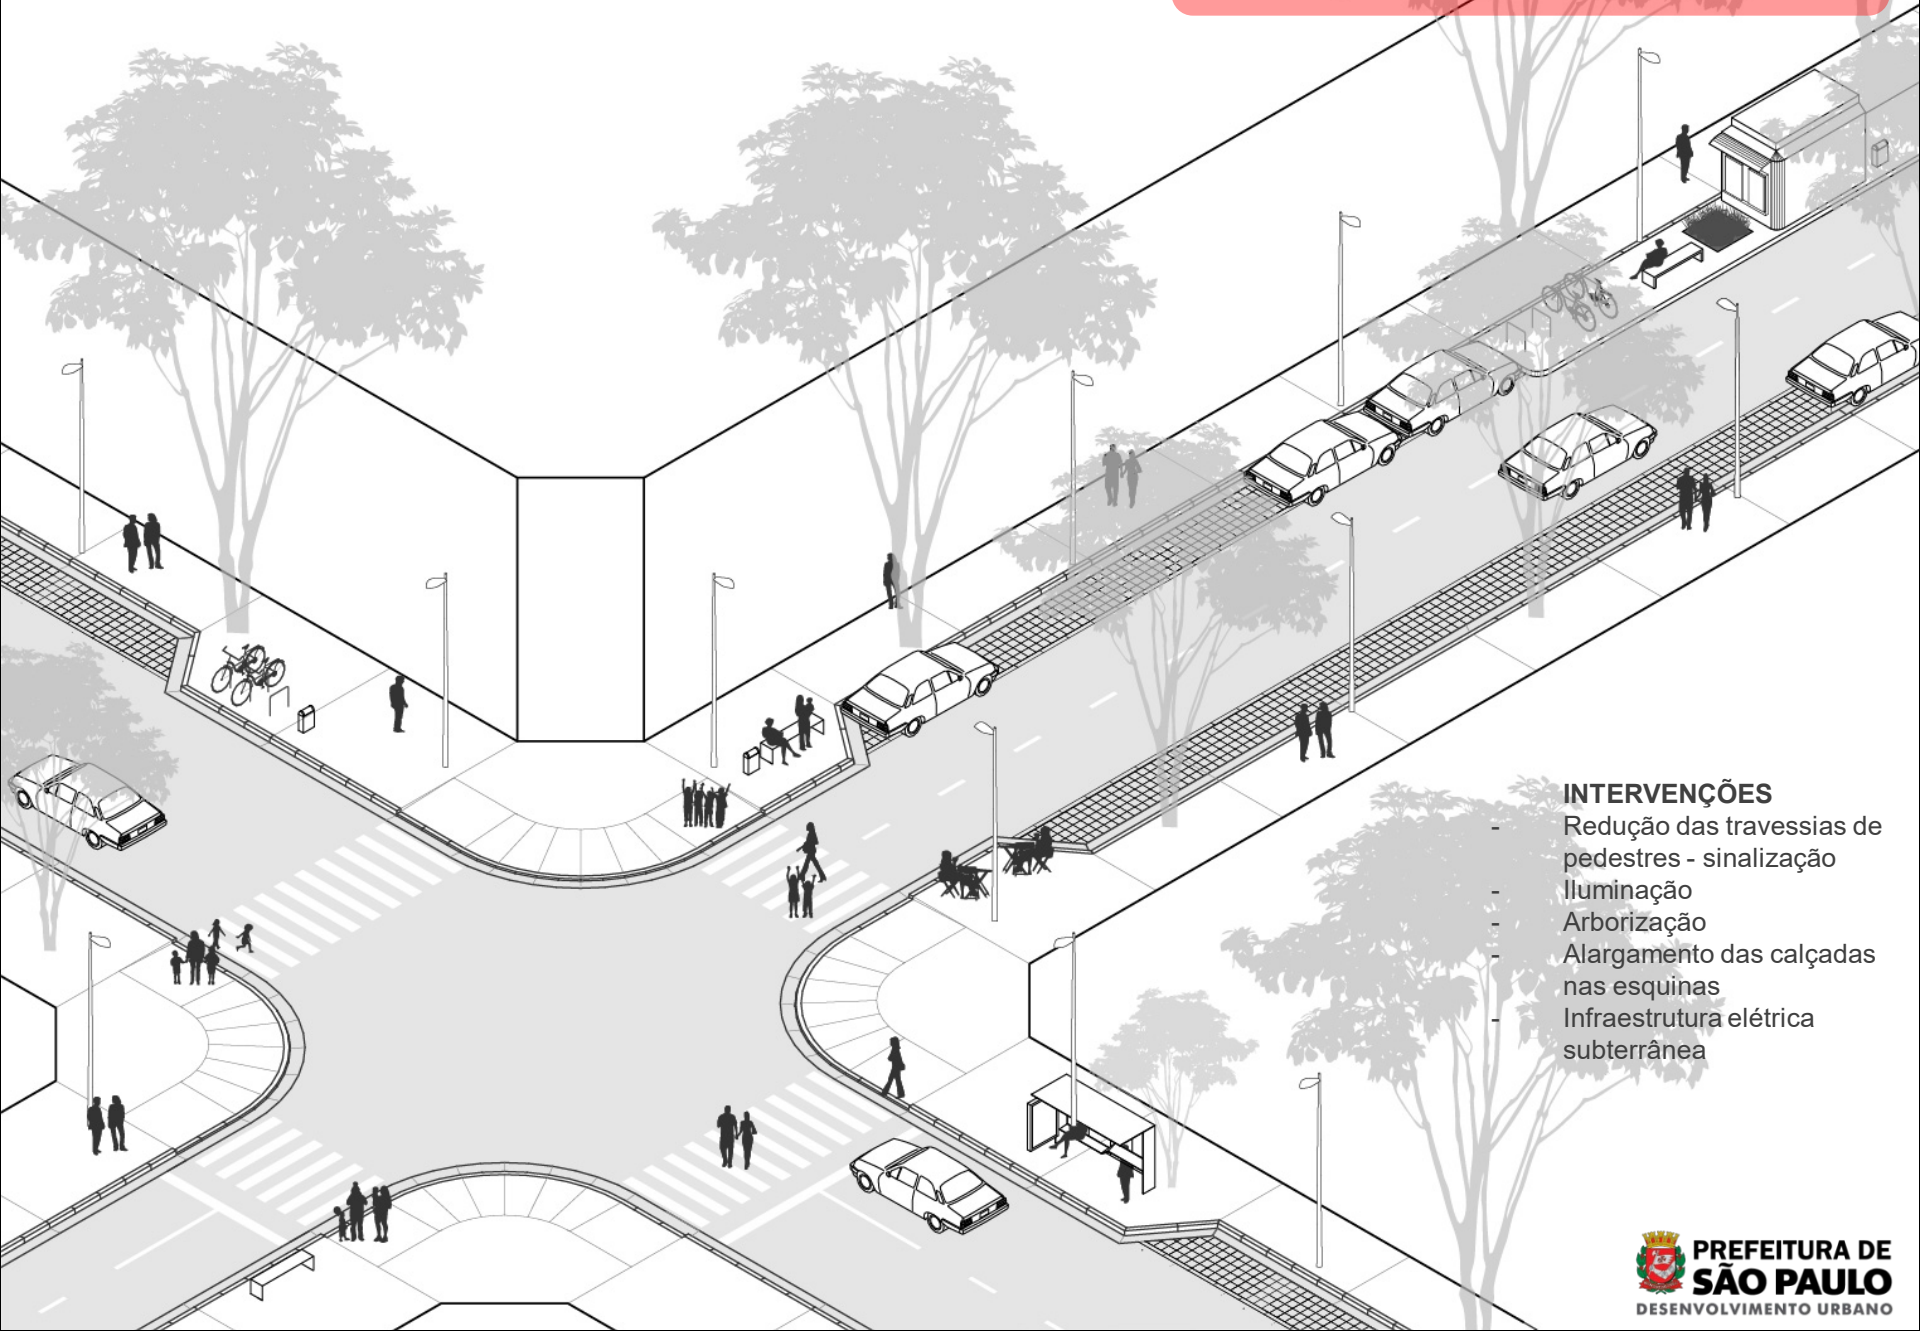 INTERVENÇÕES
- Redução das travessias de
pedestres - sinalização
- Iluminação
- Arborização
- Alargamento das calçadas
nas esquinas
- Infraestrutura elétrica
subterrânea
PREFEITURA DE
SÃO PAULO
DESENVOLVIMENTO URBANO